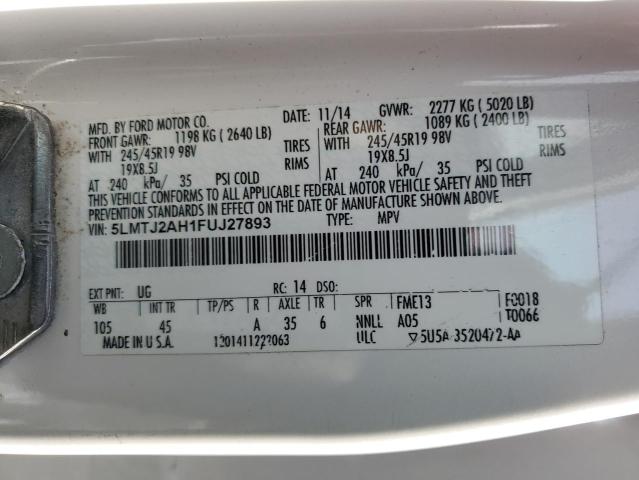 MFD. BY FORD MOTOR CO. DATE: 11/14 GVWR: 2277 KG ( 5020 LB)
FRONT GAWR: 1198 KG ( 2640 LB) REAR GAWR: 1089 KG ( 2400 LB)
WITH 245/45R19 98V TIRES WITH 245/45R19 98V TIRES
19X8.5J RIMS 19X8.5J RIMS
AT 240 kPa/ 35 PSI COLD AT 240 kPa/ 35 PSI COLD
THIS VEHICLE CONFORMS TO ALL APPLICABLE FEDERAL MOTOR VEHICLE SAFETY AND THEFT
PREVENTION STANDARDS IN EFFECT ON THE DATE OF MANUFACTURE SHOWN ABOVE.
VIN: 5LMTJ2AH1FUJ27893 TYPE: MPV
EXT PNT: UG RC: 14 DSO: F0018
WB INT TR TP/PS R AXLE TR SPR FME13 T0066
105 45 A 35 6 NNLL A05
MADE IN U.S.A. ULC